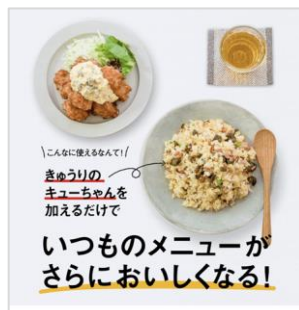 \こんなに使えるなんて!/
きゅうりの
キューちゃんを
加えるだけで
いつものメニューが
さらにおいしくなる!